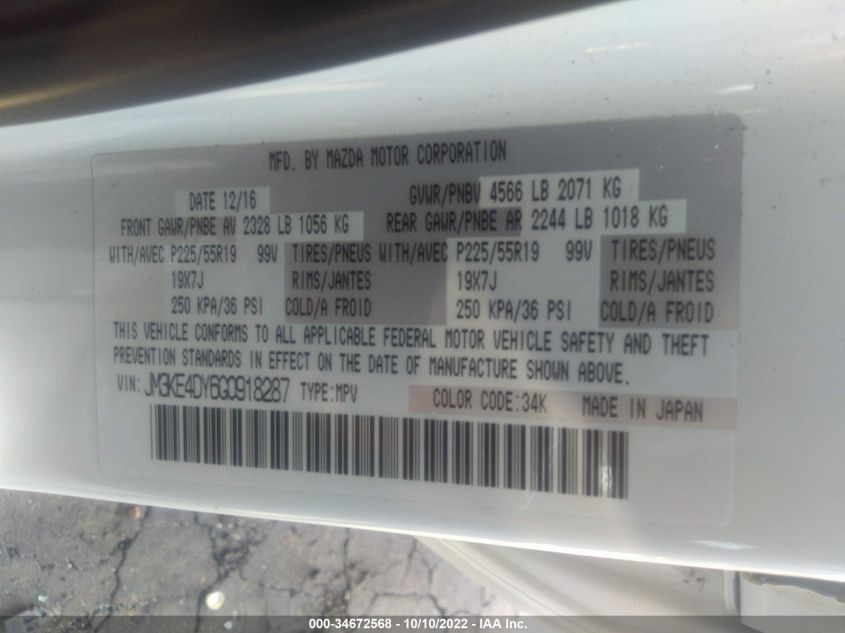 MFD. BY MAZDA MOTOR CORPORATION
DATE 12/16 GVWR/PNBV 4566 LB 2071 KG
FRONT GAWR/PNBE AV 2328 LB 1056 KG REAR GAWR/PNBE AR 2244 LB 1018 KG
WITH/AVEC P225/55R19 99V TIRES/PNEUS WITH/AVEC P225/55R19 99V TIRES/PNEUS
19X7J RIMS/JANTES 19X7J RIMS/JANTES
250 KPA/36 PSI COLD/A FROID 250 KPA/36 PSI COLD/A FROID
THIS VEHICLE CONFORMS TO ALL APPLICABLE FEDERAL MOTOR VEHICLE SAFETY AND THEFT
PREVENTION STANDARDS IN EFFECT ON THE DATE OF MANUFACTURE SHOWN ABOVE.
VIN: JM3KE4DY6G0918287 TYPE:MPV COLOR CODE:34K MADE IN JAPAN
000-34672568 - 10/10/2022 - IAA Inc.